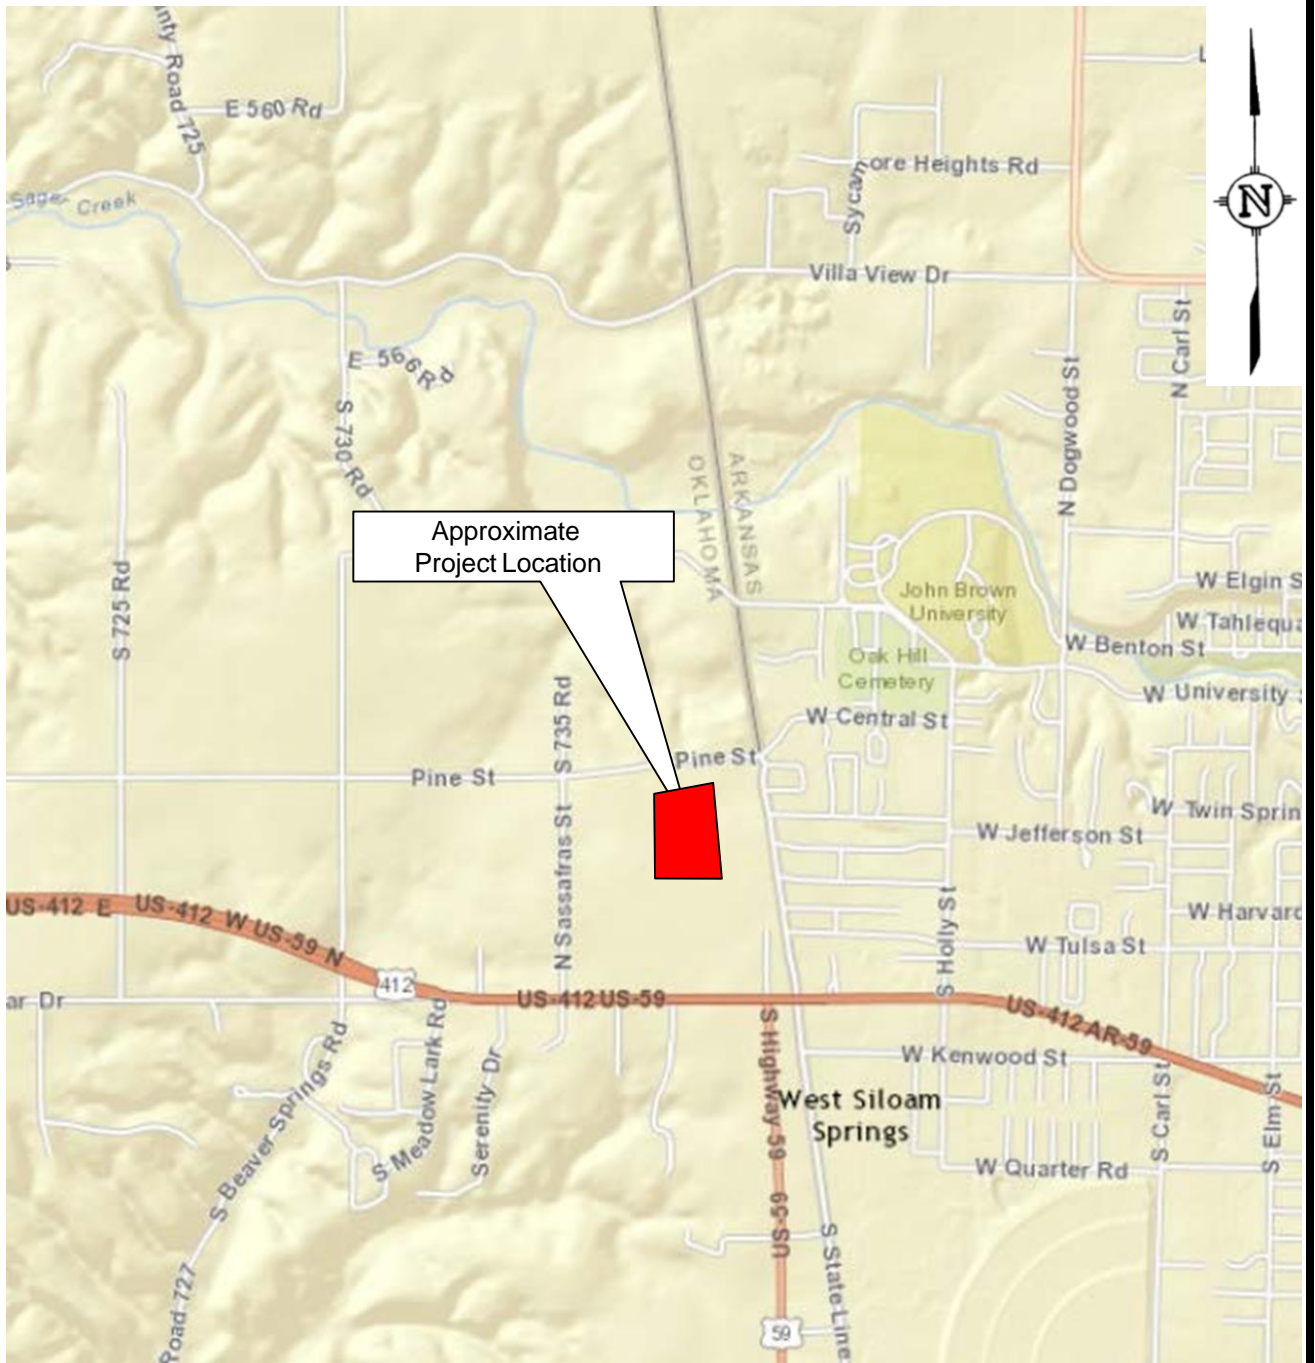 unty Road 725
E 560 Rd
Sycamore Heights Rd
N
Sage Creek
Villa View Dr
N Carl St
E 566 Rd
N Dogwood St
S 730 Rd
OKLAHOMA
ARKANSAS
Approximate
Project Location
S 725 Rd
John Brown
University
W Elgin S
W Tahlequa
W Benton St
Oak Hill
Cemetery
W University
S 735 Rd
W Central St
Pine St
Pine St
W Twin Sprin
W Jefferson St
N Sassafras St
US-412 E
US-412 W US-59 N
S Holly St
W Harvard
W Tulsa St
412
ar Dr
US-412 US-59
US-412 AR-59
S Highway 59
W Kenwood St
S Beaver Springs Rd
S Meadow Lark Rd
Serenity Dr
West Siloam
Springs
S Carl St
S Elm St
W Quarter Rd
US-59
S State Line
Road 727
59